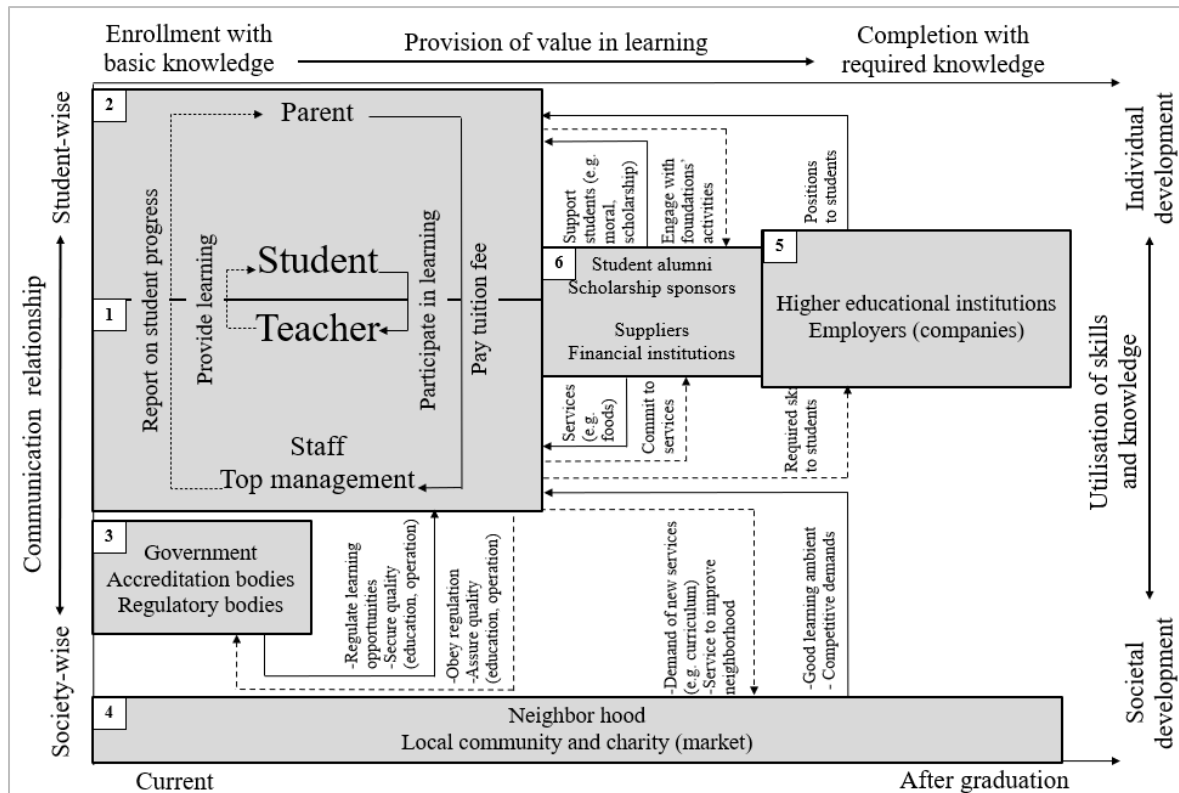 Enrollment with
basic knowledge
Provision of value in learning
Completion with
required knowledge
Student-wise
Communication relationship
Society-wise
2
Parent
Report on student progress
Provide learning
Student
1
Teacher
Participate in learning
Pay tuition fee
Staff
Top management
Support
students (e.g.
moral,
scholarship)
Engage with
foundations'
activities
Positions
to students
6
Student alumni
Scholarship sponsors
Suppliers
Financial institutions
5
Higher educational institutions
Employers (companies)
Services
(e.g.
foods)
Commit to
services
Required
to students
3
Government
Accreditation bodies
Regulatory bodies
-Regulate learning
opportunities
-Secure quality
(education, operation)
-Obey regulation
-Assure quality
(education, operation)
-Demand of new services
(e.g. curriculum)
-Service to improve
neighborhood
-Good learning ambient
- Competitive demands
4
Neighbor hood
Local community and charity (market)
Current
After graduation
Individual
development
Utilisation of skills
and knowledge
Societal
development